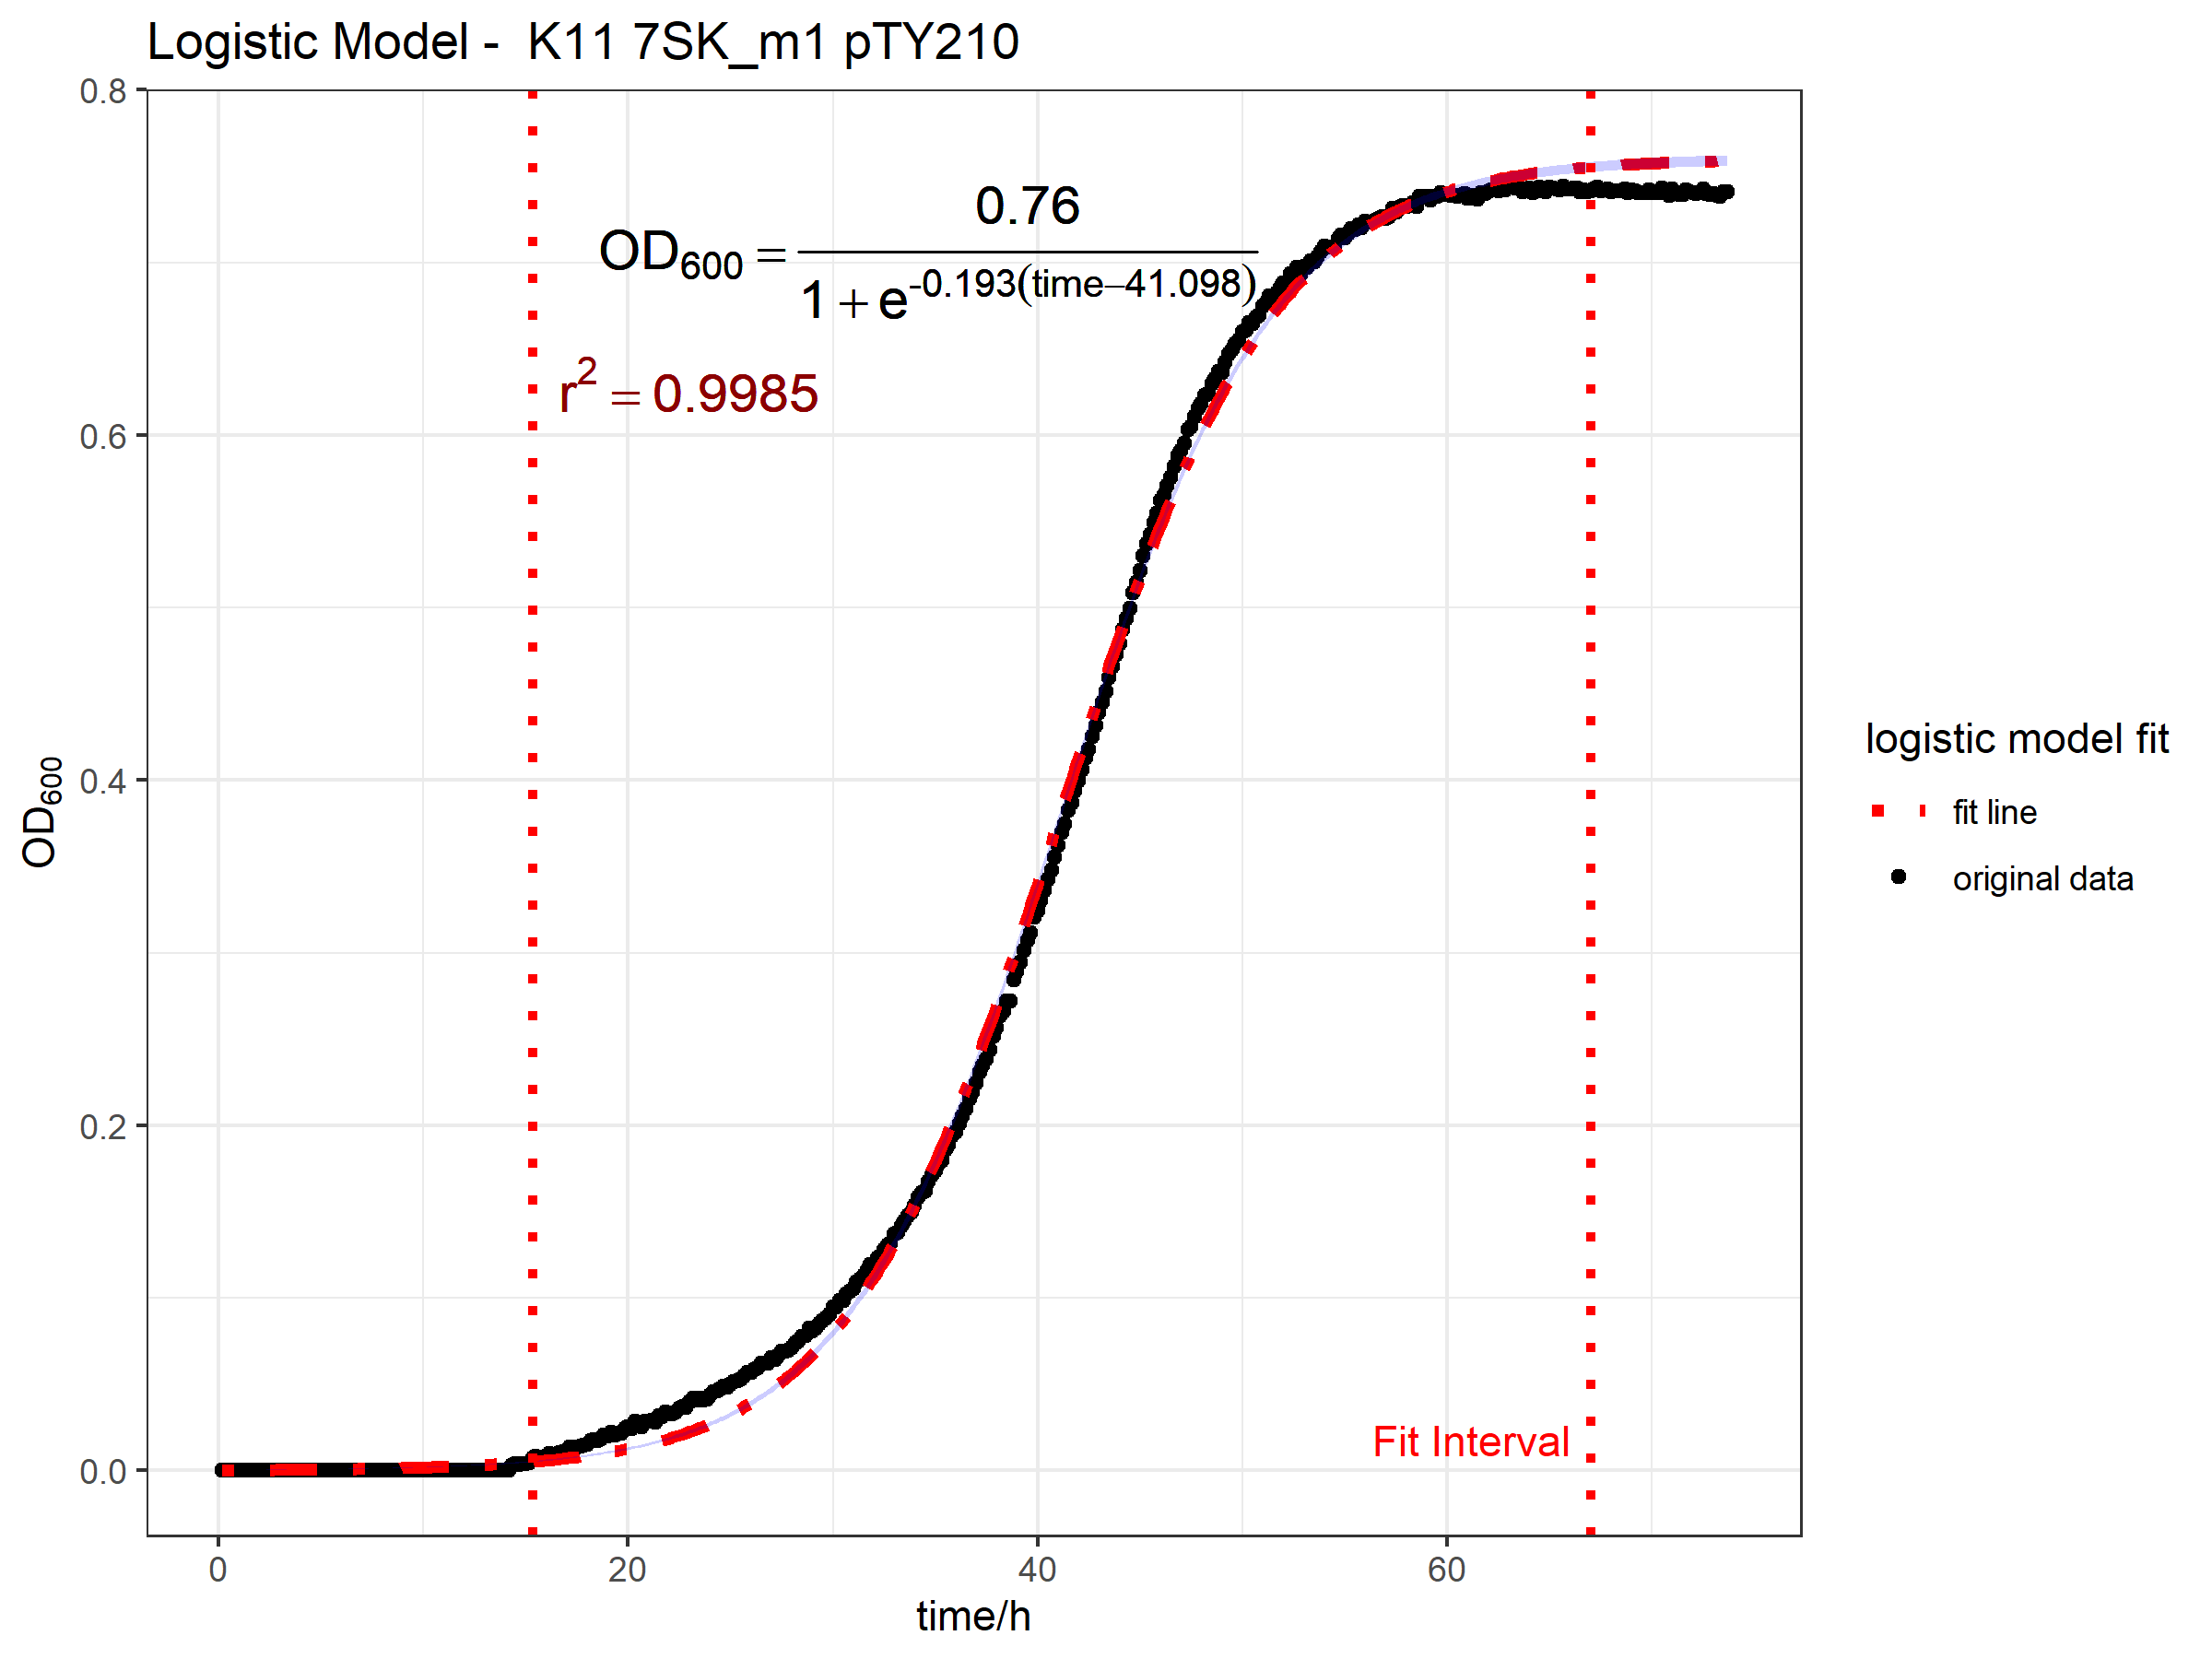 Logistic Model -  K11 7SK_m1 pTY210
0.8
0.6
0.4
0.2
0.0
OD600
OD600 = 0.76 / 1 + e^-0.193(time−41.098)
r² = 0.9985
Fit Interval
0 20 40 60
time/h
logistic model fit
fit line
original data